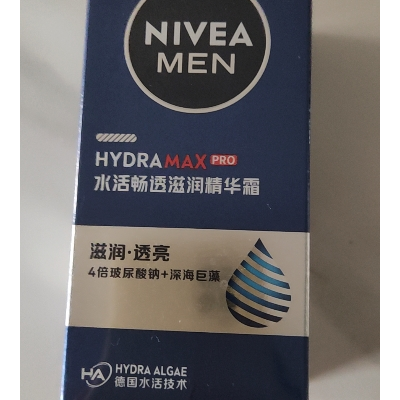 NIVEA
MEN
HYDRAMAX PRO
水活畅透滋润精华霜
滋润·透亮
4倍玻尿酸钠+深海巨藻
HA HYDRA ALGAE
德国水活技术